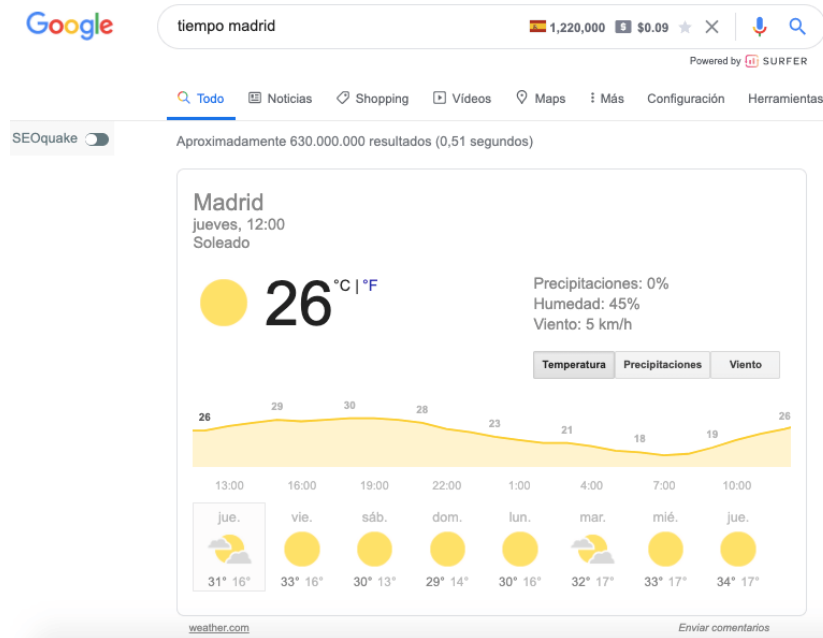 Google
tiempo madrid
1,220,000 S $0.09
Powered by SURFER
Todo Noticias Shopping Vídeos Maps Más Configuración Herramientas
SEOquake
Aproximadamente 630.000.000 resultados (0,51 segundos)
Madrid
jueves, 12:00
Soleado
26 °C | °F
Precipitaciones: 0%
Humedad: 45%
Viento: 5 km/h
Temperatura Precipitaciones Viento
26 29 30 28 23 21 18 19 26
13:00 16:00 19:00 22:00 1:00 4:00 7:00 10:00
jue. vie. sáb. dom. lun. mar. mié. jue.
31° 16° 33° 16° 30° 13° 29° 14° 30° 16° 32° 17° 33° 17° 34° 17°
weather.com Enviar comentarios